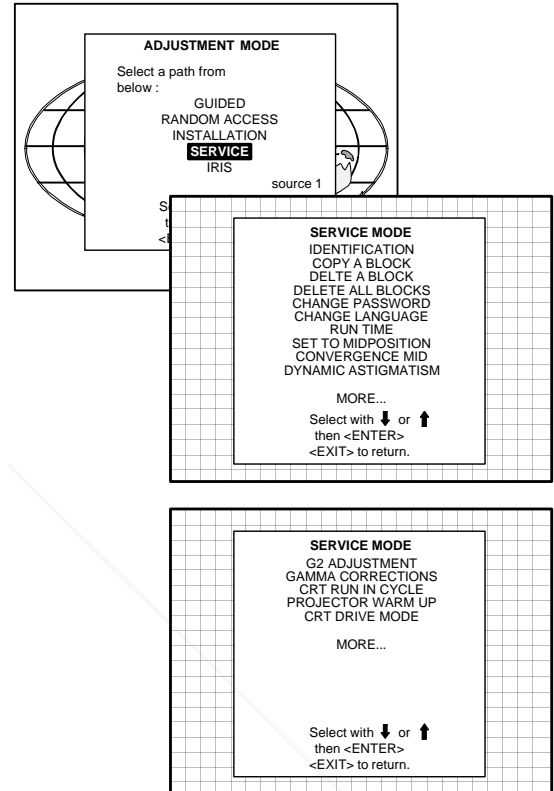 ADJUSTMENT MODE
Select a path from
below :
GUIDED
RANDOM ACCESS
INSTALLATION
SERVICE
IRIS
source 1
SERVICE MODE
IDENTIFICATION
COPY A BLOCK
DELTE A BLOCK
DELETE ALL BLOCKS
CHANGE PASSWORD
CHANGE LANGUAGE
RUN TIME
SET TO MIDPOSITION
CONVERGENCE MID
DYNAMIC ASTIGMATISM
MORE...
Select with ⬇ or ⬆
then <ENTER>
<EXIT> to return.
SERVICE MODE
G2 ADJUSTMENT
GAMMA CORRECTIONS
CRT RUN IN CYCLE
PROJECTOR WARM UP
CRT DRIVE MODE
MORE...
Select with ⬇ or ⬆
then <ENTER>
<EXIT> to return.